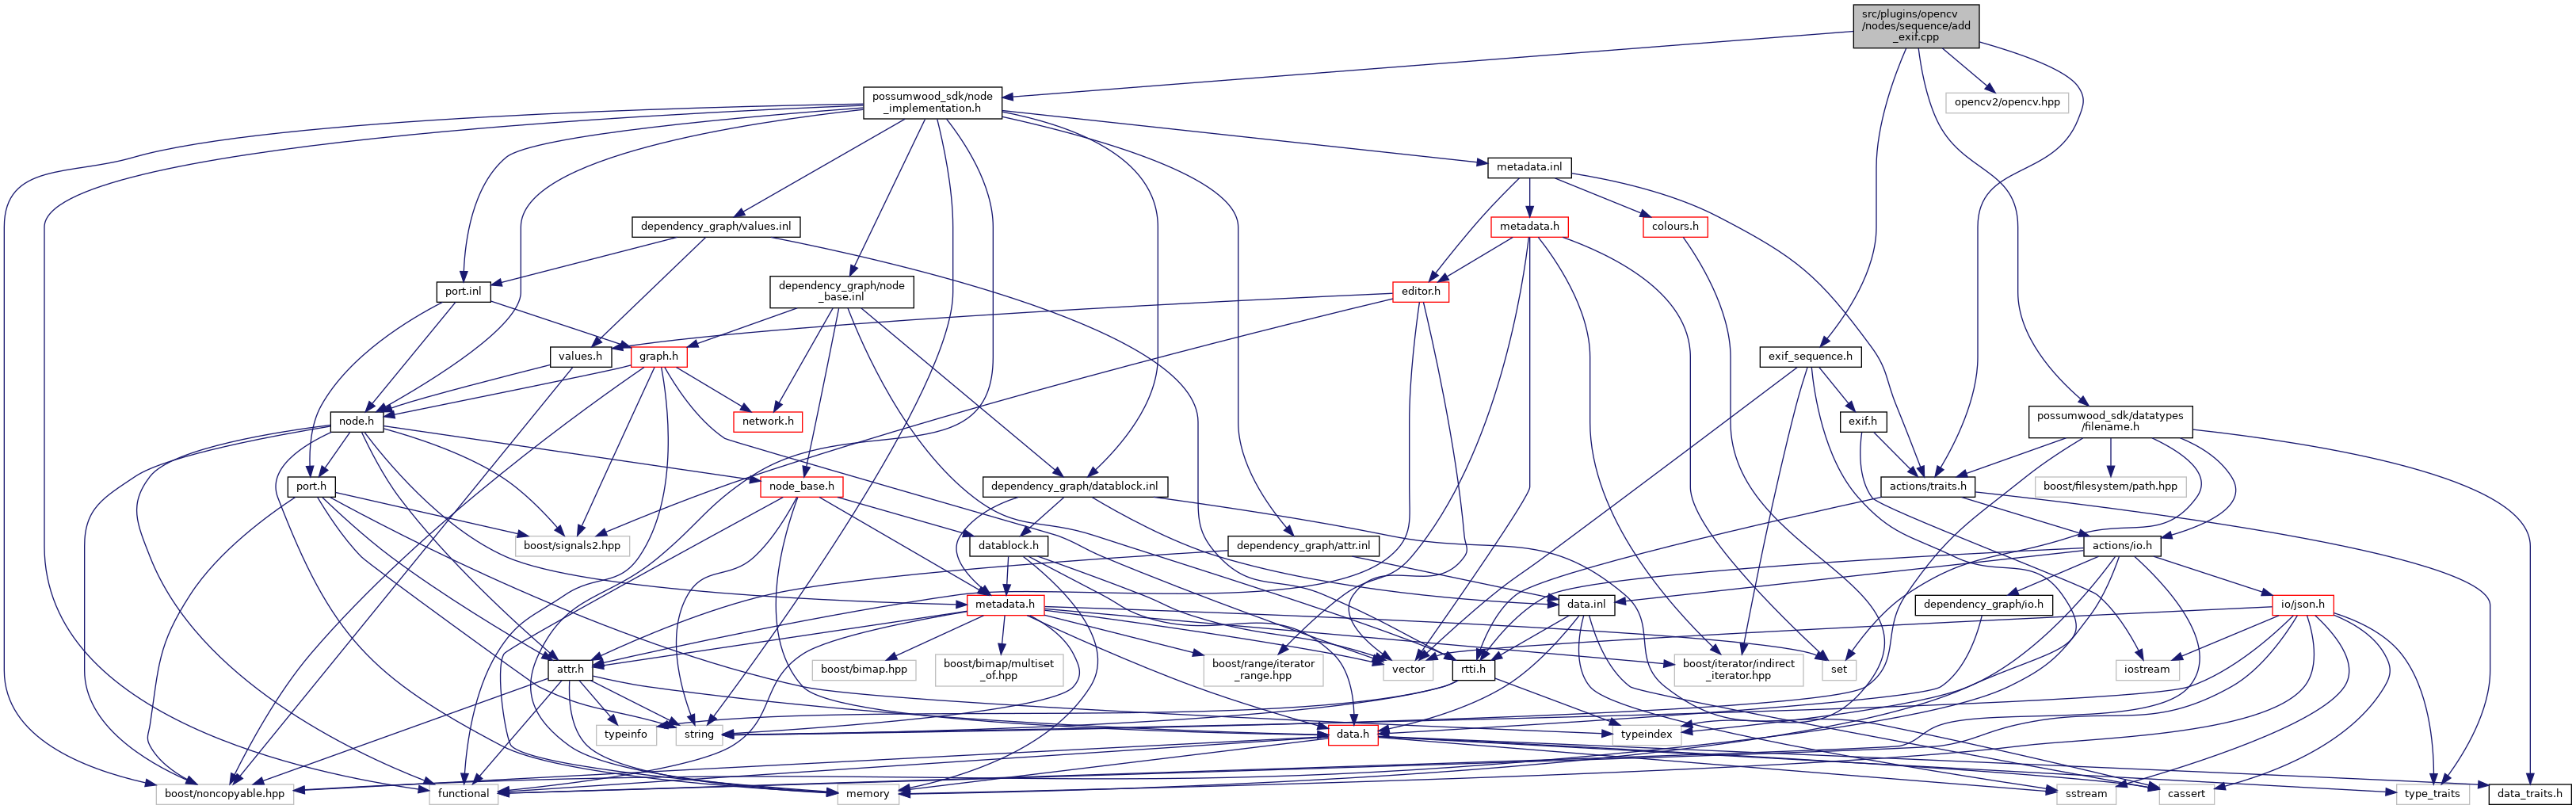 src/plugins/opencv
/nodes/sequence/add
_exif.cpp
possumwood_sdk/node
_implementation.h
opencv2/opencv.hpp
metadata.inl
dependency_graph/values.inl
metadata.h
colours.h
port.inl
dependency_graph/node
_base.inl
editor.h
values.h
graph.h
exif_sequence.h
node.h
network.h
exif.h
possumwood_sdk/datatypes
/filename.h
port.h
node_base.h
dependency_graph/datablock.inl
actions/traits.h
boost/filesystem/path.hpp
boost/signals2.hpp
datablock.h
dependency_graph/attr.inl
actions/io.h
metadata.h
data.inl
dependency_graph/io.h
io/json.h
attr.h
boost/bimap.hpp
boost/bimap/multiset
_of.hpp
boost/range/iterator
_range.hpp
vector
rtti.h
boost/iterator/indirect
_iterator.hpp
set
iostream
typeinfo
string
data.h
typeindex
boost/noncopyable.hpp
functional
memory
sstream
cassert
type_traits
data_traits.h